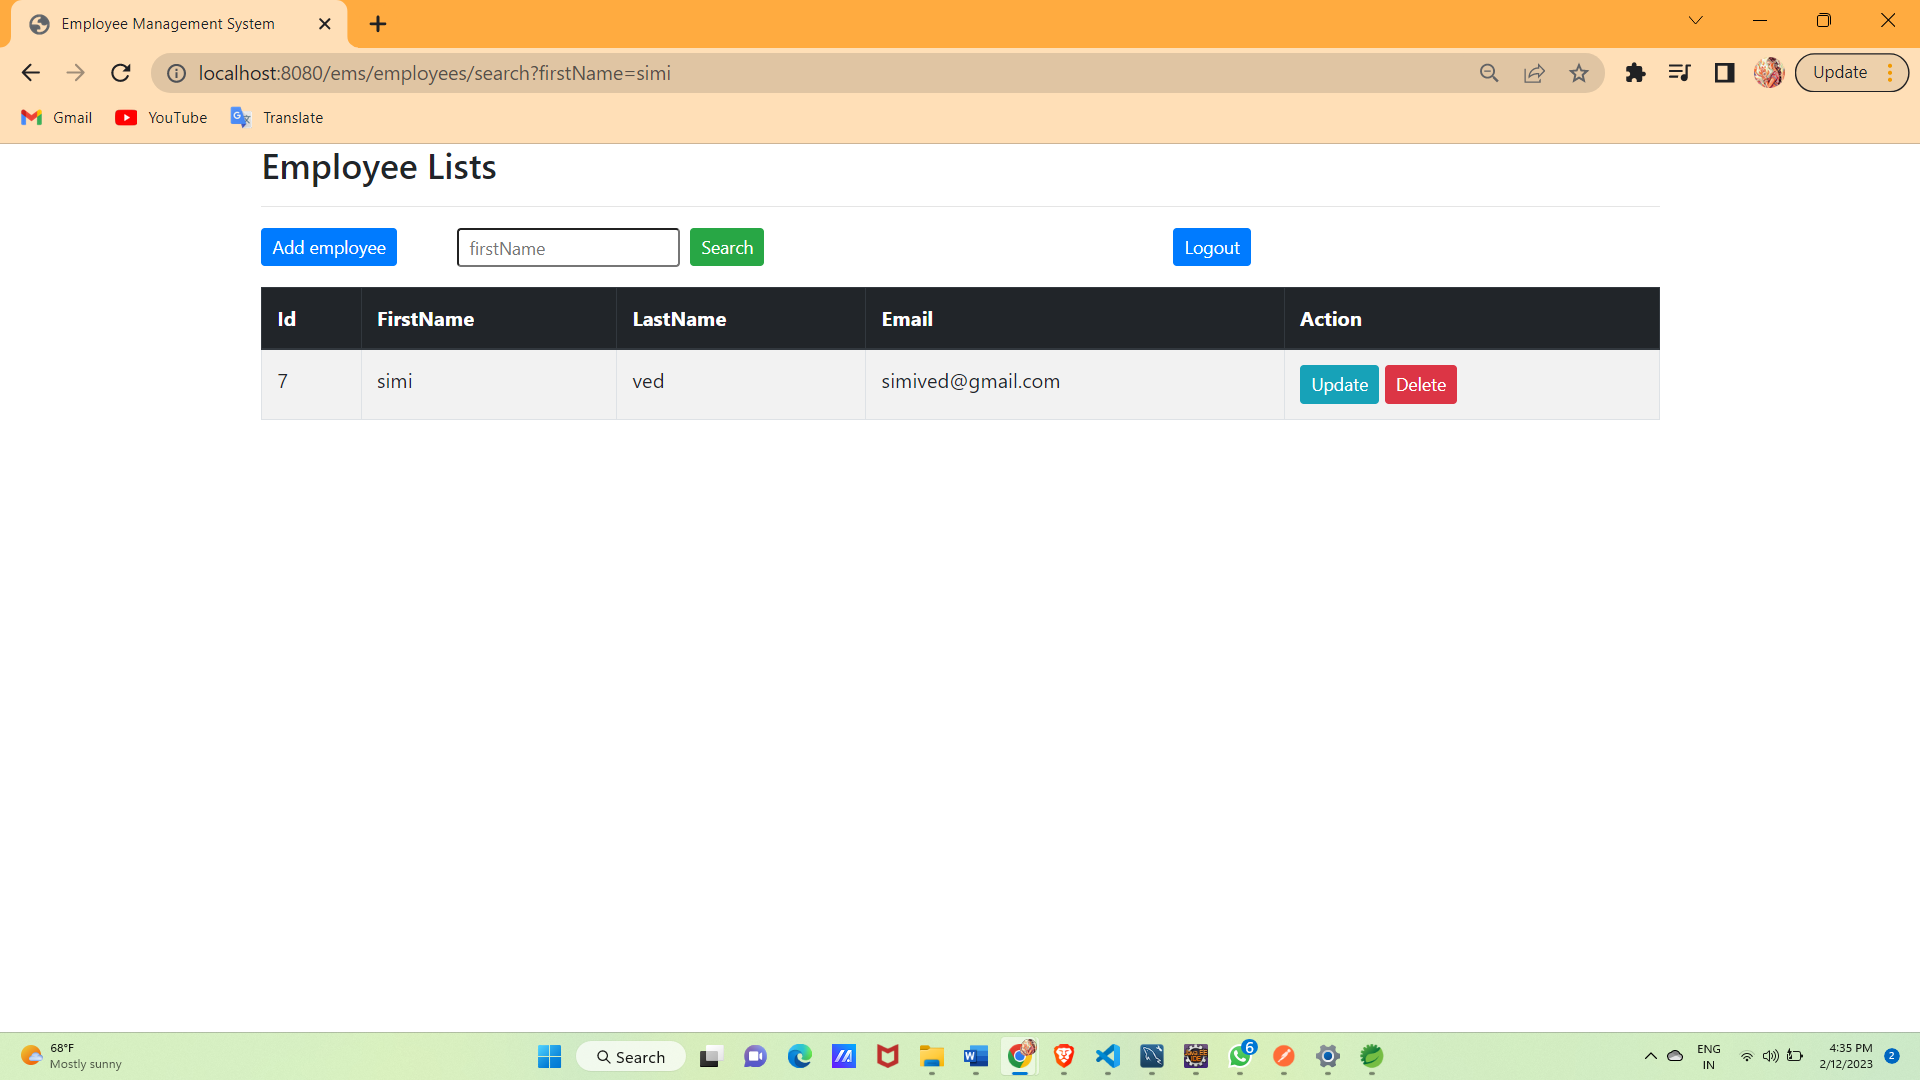 Employee Management System
localhost:8080/ems/employees/search?firstName=simi
Update
Gmail
YouTube
Translate
Employee Lists
Add employee
firstName
Search
Logout
Id FirstName LastName Email Action
7 simi ved simived@gmail.com Update Delete
68°F
Mostly sunny
Search
6
ENG
IN
4:35 PM
2/12/2023
2